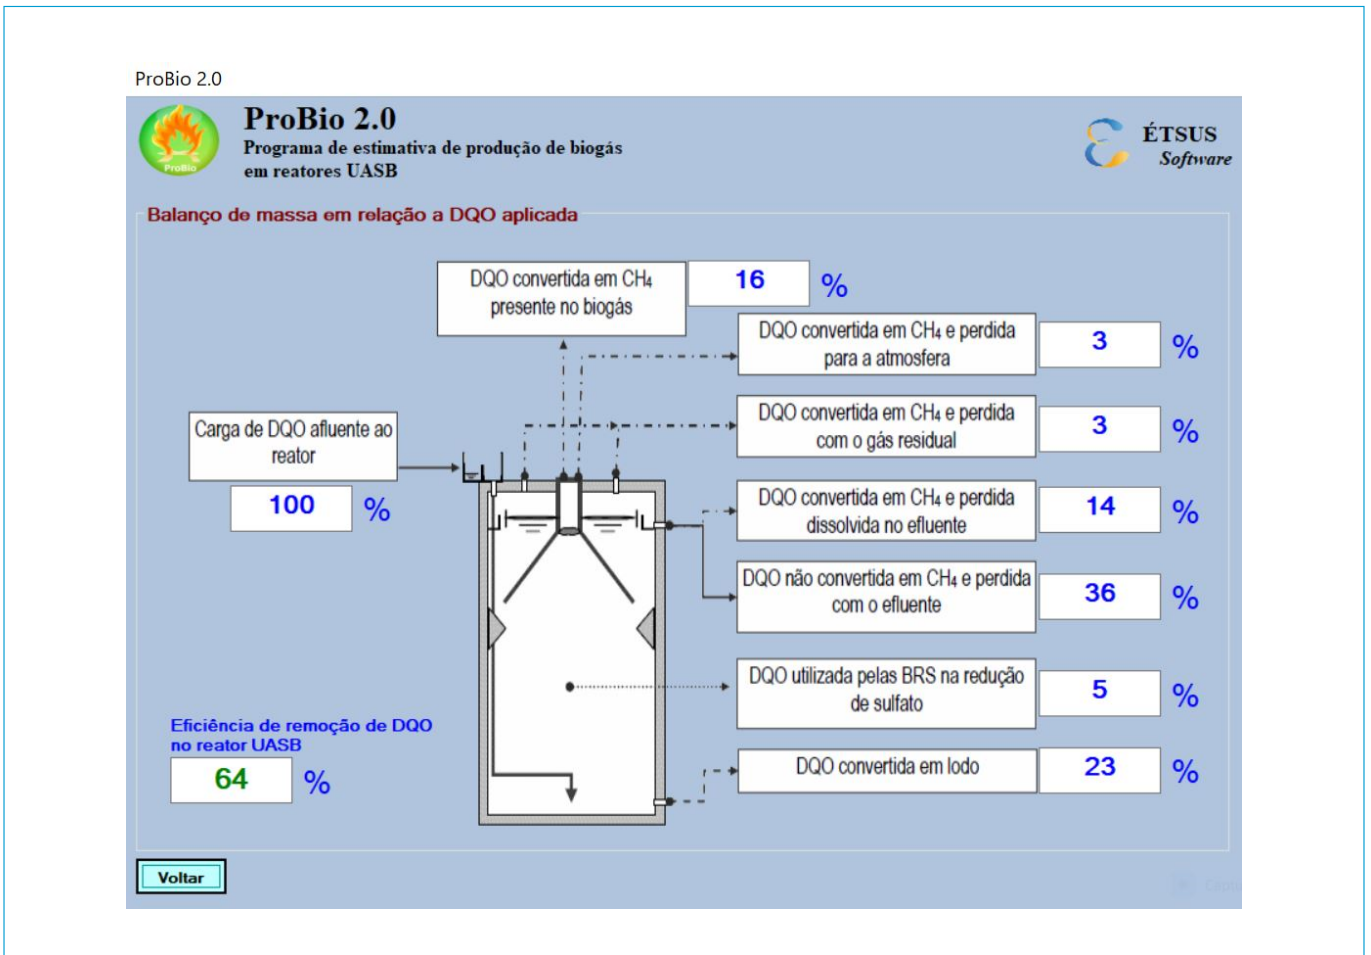 ProBio 2.0
ProBio 2.0
Programa de estimativa de produção de biogás
em reatores UASB
ProBio
ÉTSUS
Software
Balanço de massa em relação a DQO aplicada
DQO convertida em CH₄
presente no biogás
16 %
DQO convertida em CH₄ e perdida
para a atmosfera
3 %
DQO convertida em CH₄ e perdida
com o gás residual
3 %
Carga de DQO afluente ao
reator
100 %
DQO convertida em CH₄ e perdida
dissolvida no efluente
14 %
DQO não convertida em CH₄ e perdida
com o efluente
36 %
DQO utilizada pelas BRS na redução
de sulfato
5 %
DQO convertida em lodo
23 %
Eficiência de remoção de DQO
no reator UASB
64 %
Voltar